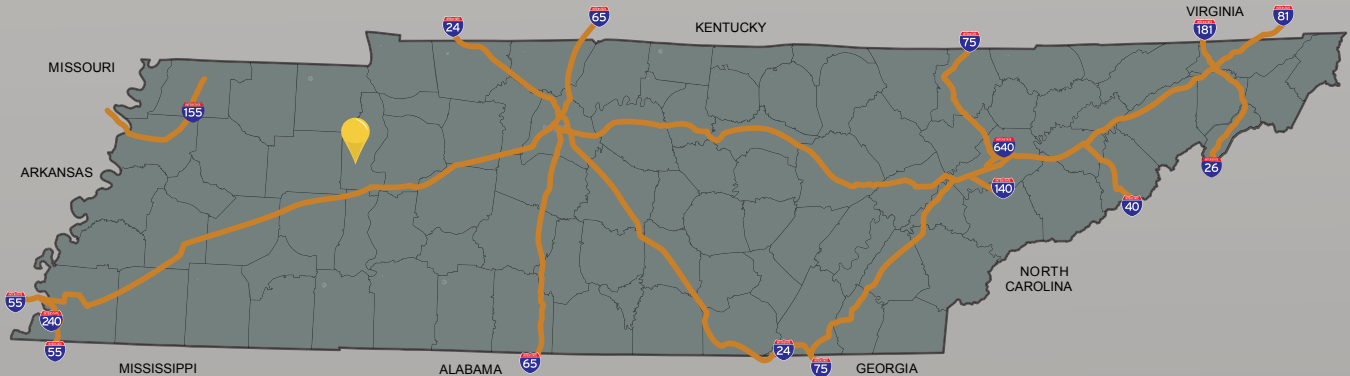 VIRGINIA
81
65
24
KENTUCKY
181
75
MISSOURI
155
640
ARKANSAS
26
140
40
NORTH
CAROLINA
55
240
55
24
65
75
MISSISSIPPI
ALABAMA
GEORGIA